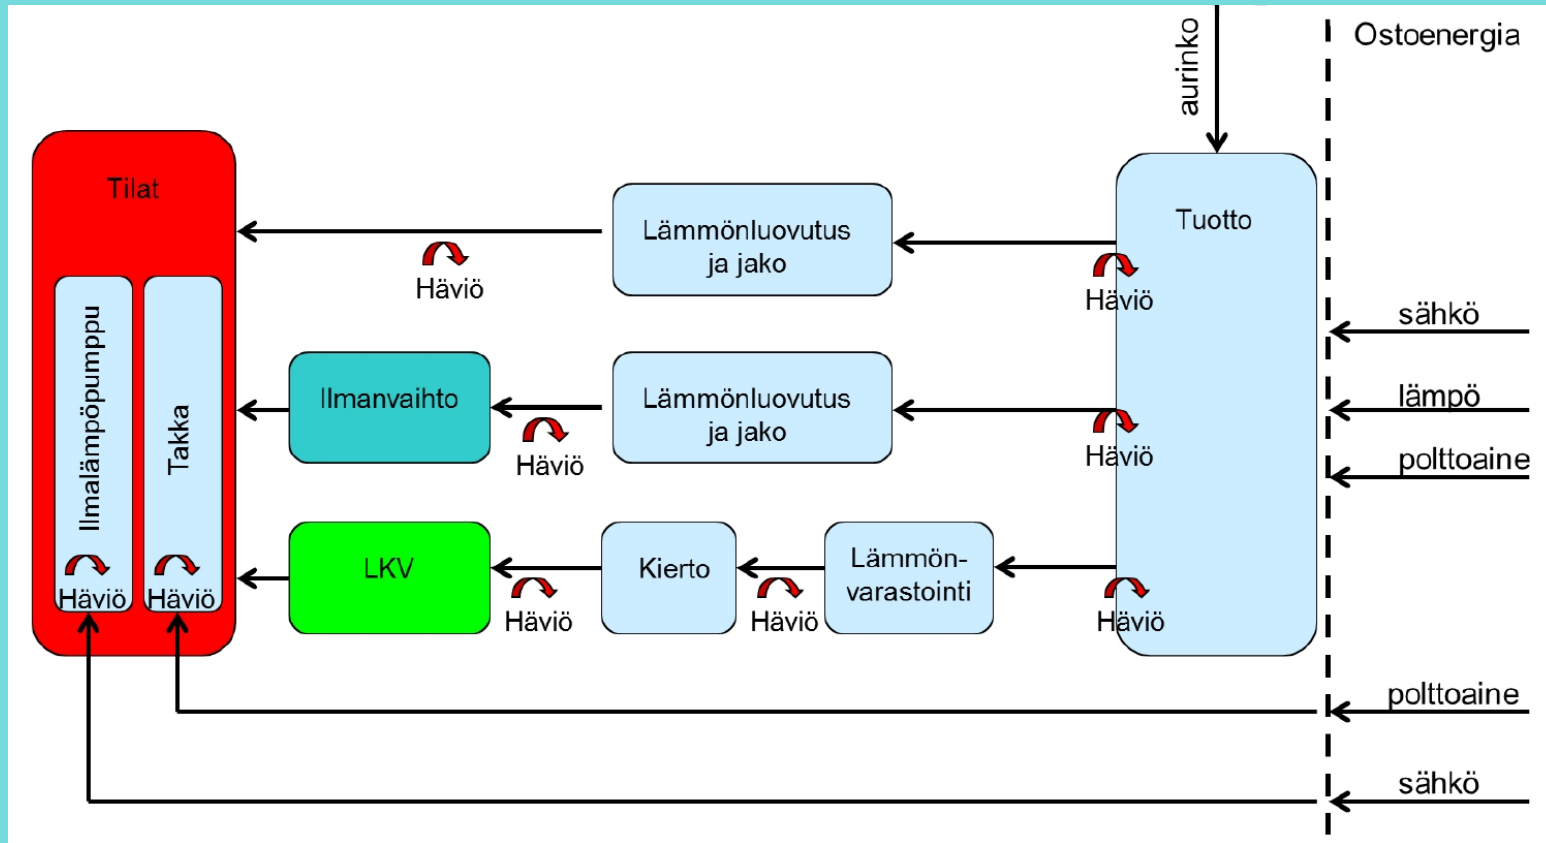 aurinko
Ostoenergia
Tilat
Lämmönluovutus
ja jako
Tuotto
Häviö
Häviö
sähkö
Ilmalämpöpumppu
Takka
Ilmanvaihto
Lämmönluovutus
ja jako
lämpö
Häviö
Häviö
polttoaine
LKV
Kierto
Lämmön-
varastointi
Häviö
Häviö
Häviö
Häviö
Häviö
polttoaine
sähkö